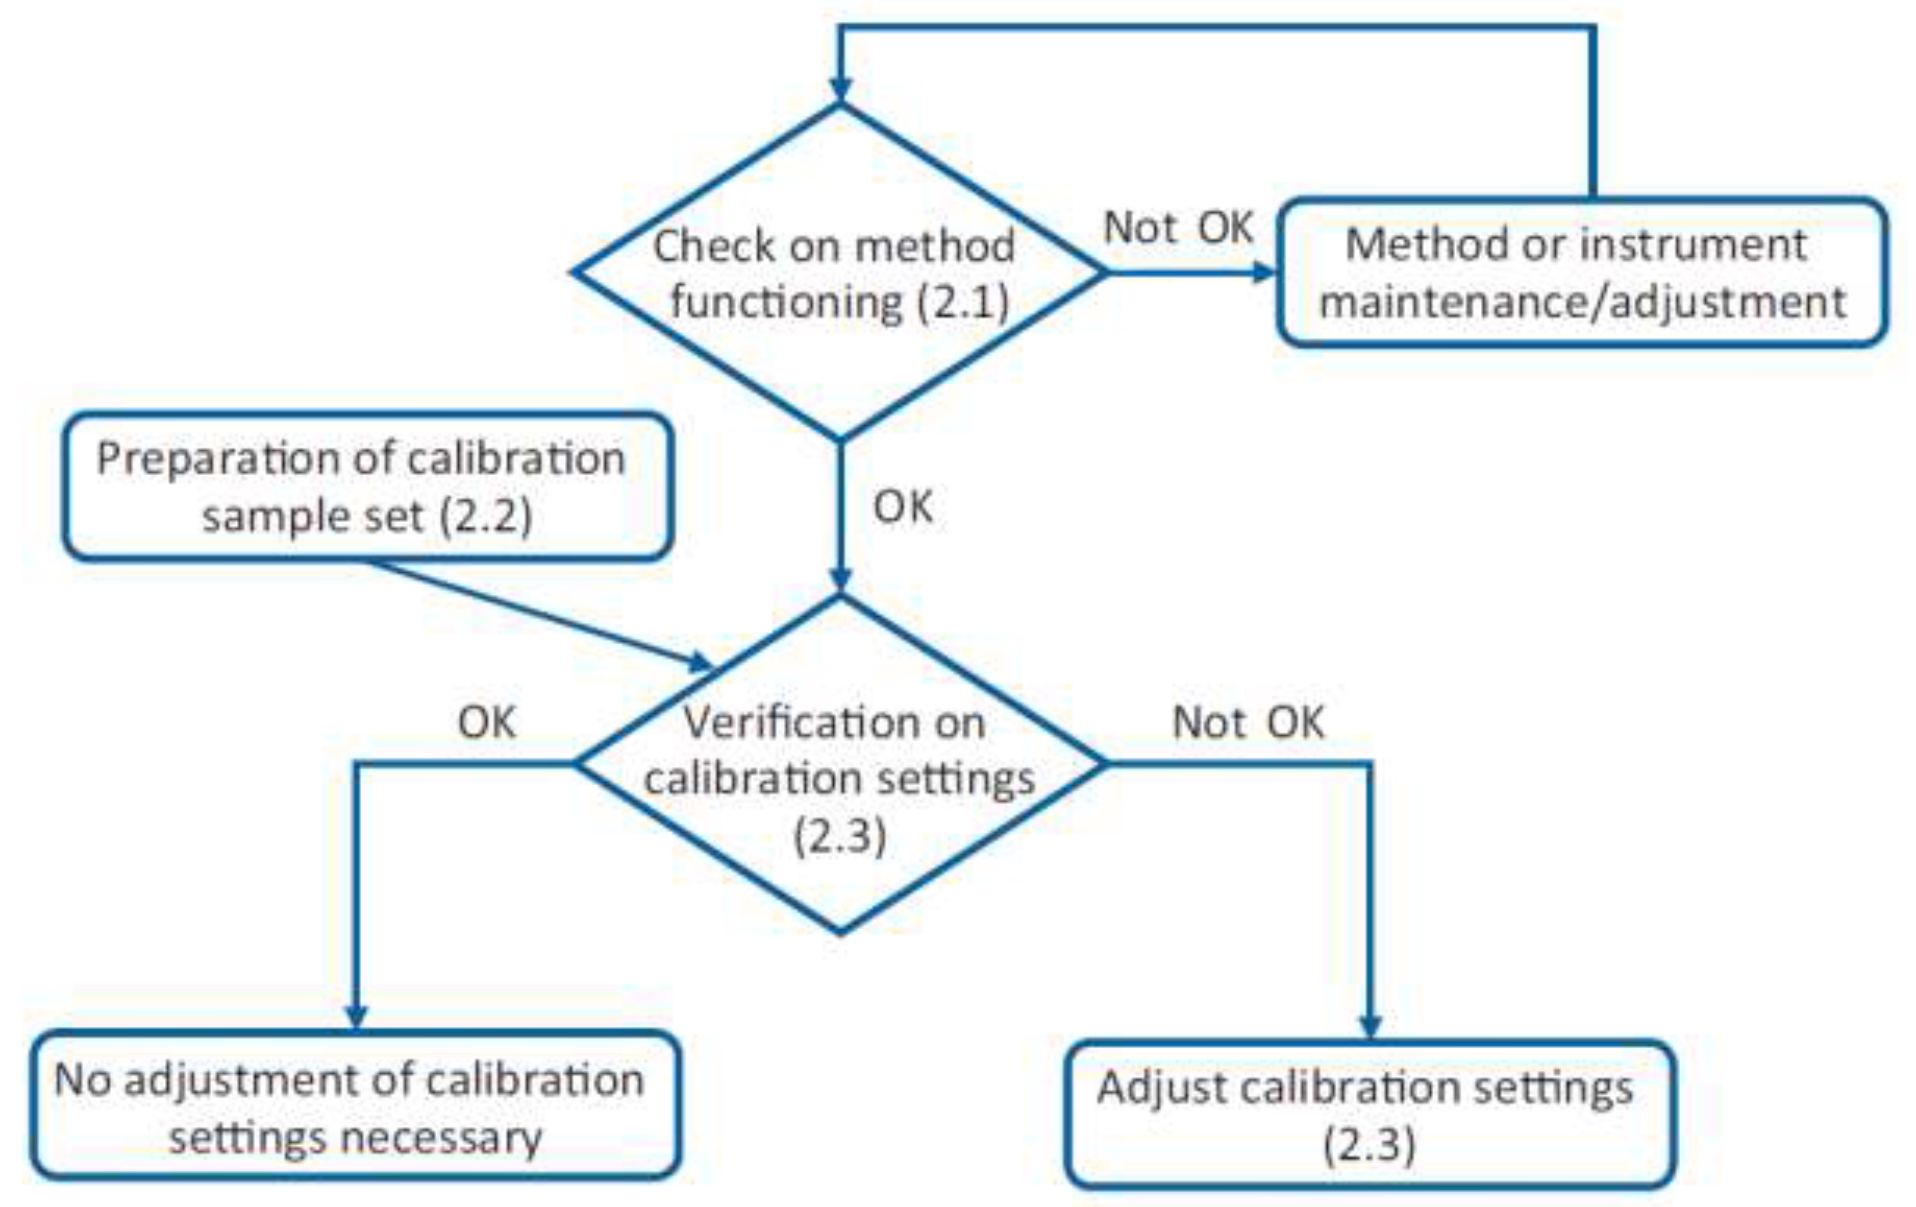 Check on method
functioning (2.1)
Not OK
Method or instrument
maintenance/adjustment
Preparation of calibration
sample set (2.2)
OK
OK
Verification on
calibration settings
(2.3)
Not OK
No adjustment of calibration
settings necessary
Adjust calibration settings
(2.3)